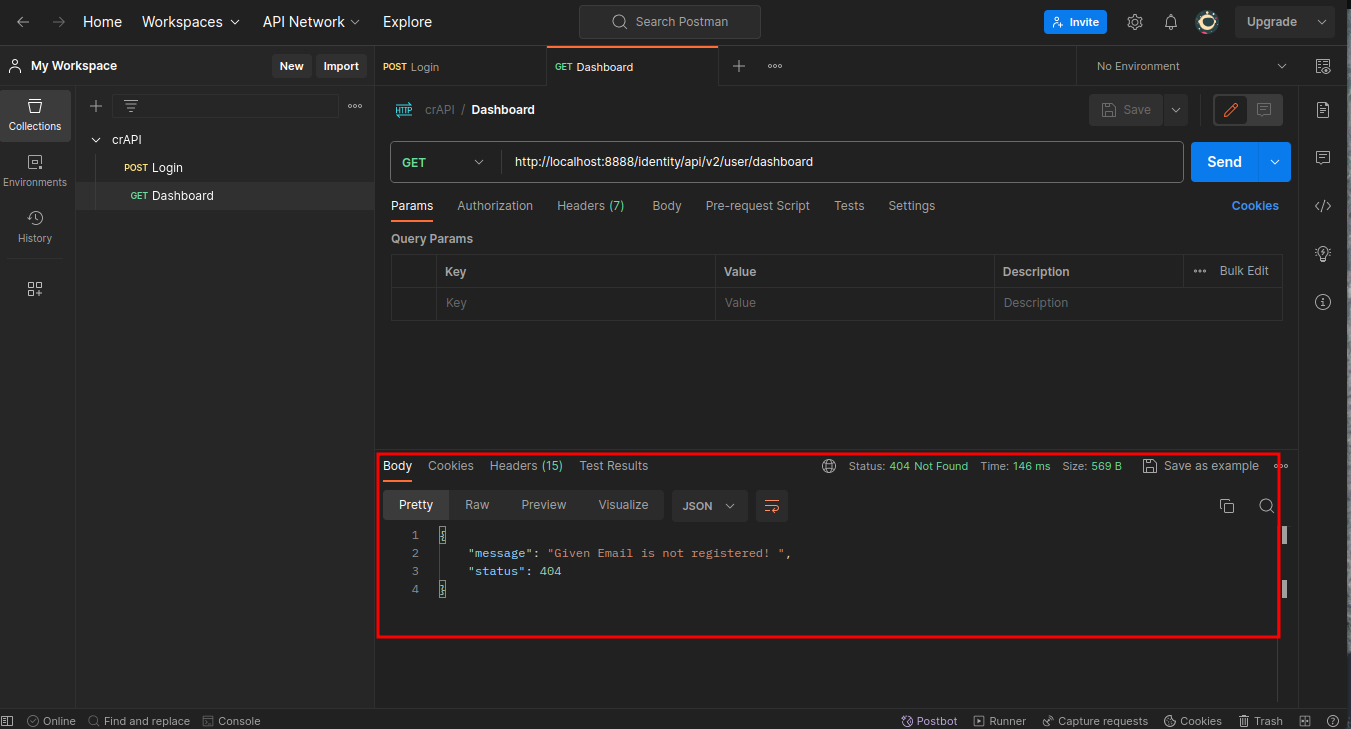 Home Workspaces API Network Explore Search Postman Invite Upgrade
My Workspace New Import POST Login GET Dashboard No Environment
Collections
Environments
History
crAPI
POST Login
GET Dashboard
HTTP crAPI / Dashboard Save
GET http://localhost:8888/identity/api/v2/user/dashboard Send
Params Authorization Headers (7) Body Pre-request Script Tests Settings Cookies
Query Params
Key Value Description Bulk Edit
Key Value Description
Body Cookies Headers (15) Test Results Status: 404 Not Found Time: 146 ms Size: 569 B Save as example
Pretty Raw Preview Visualize JSON
1 {
2 "message": "Given Email is not registered! ",
3 "status": 404
4 }
Online Find and replace Console Postbot Runner Capture requests Cookies Trash